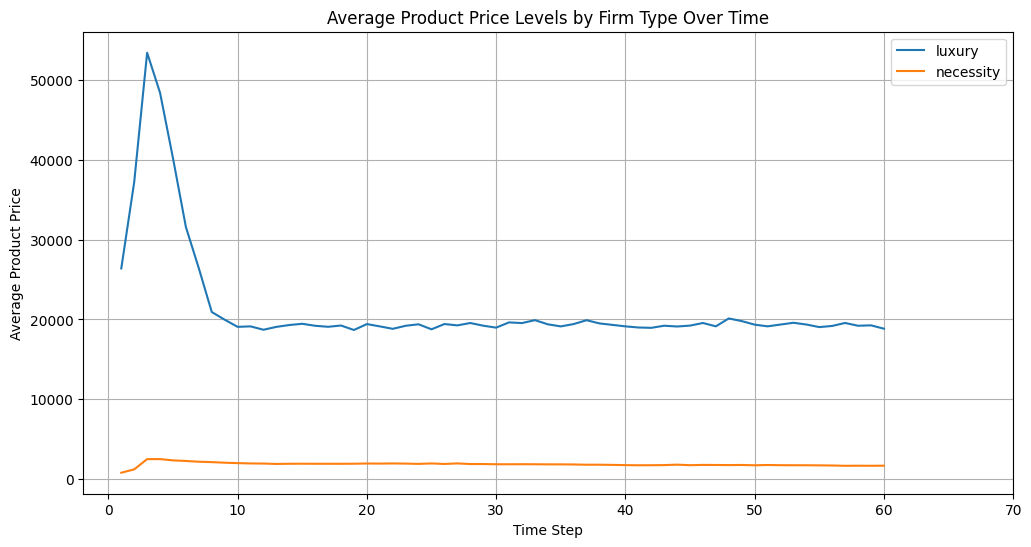 Average Product Price Levels by Firm Type Over Time
luxury
necessity
Average Product Price
50000
40000
30000
20000
10000
0
0 10 20 30 40 50 60 70
Time Step